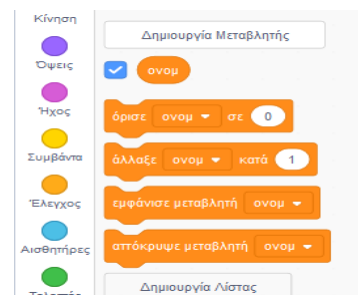 Κίνηση
Όψεις
Ήχος
Συμβάντα
Έλεγχος
Αισθητήρες
Δημιουργία Μεταβλητής
ονομ
όρισε ονομ σε 0
άλλαξε ονομ κατά 1
εμφάνισε μεταβλητή ονομ
απόκρυψε μεταβλητή ονομ
Δημιουργία Λίστας